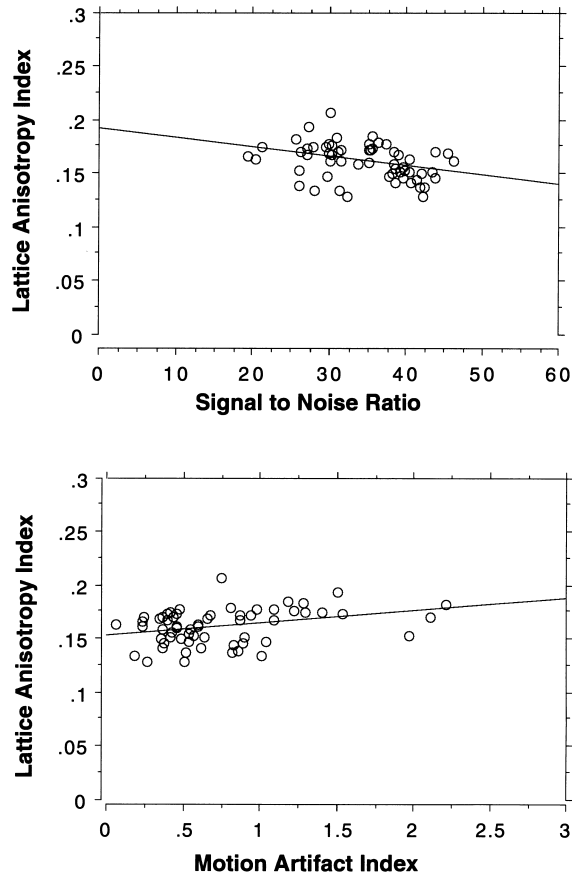 .3
.25
.2
.15
.1
.05
0
Lattice Anisotropy Index
0 10 20 30 40 50 60
Signal to Noise Ratio
.3
.25
.2
.15
.1
.05
0
Lattice Anisotropy Index
0 .5 1 1.5 2 2.5 3
Motion Artifact Index